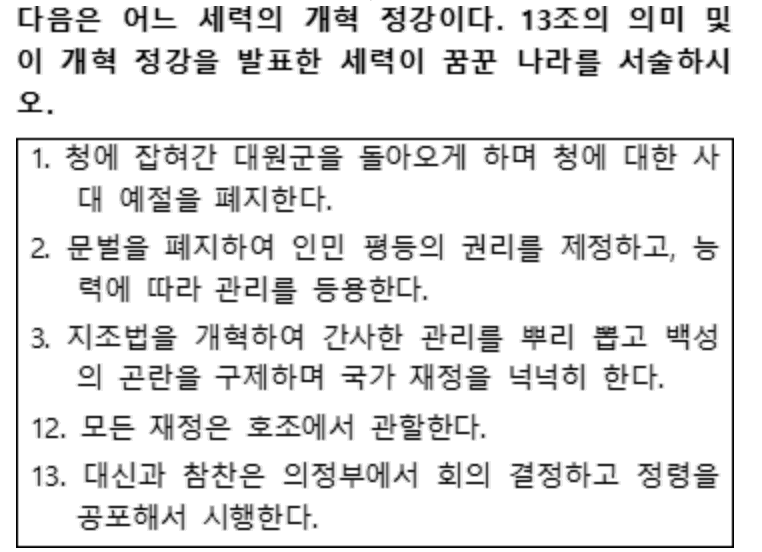 다음은 어느 세력의 개혁 정강이다. 13조의 의미 및
이 개혁 정강을 발표한 세력이 꿈꾼 나라를 서술하시
오.
1. 청에 잡혀간 대원군을 돌아오게 하며 청에 대한 사
대 예절을 폐지한다.
2. 문벌을 폐지하여 인민 평등의 권리를 제정하고, 능
력에 따라 관리를 등용한다.
3. 지조법을 개혁하여 간사한 관리를 뿌리 뽑고 백성
의 곤란을 구제하며 국가 재정을 넉넉히 한다.
12. 모든 재정은 호조에서 관할한다.
13. 대신과 참찬은 의정부에서 회의 결정하고 정령을
공포해서 시행한다.